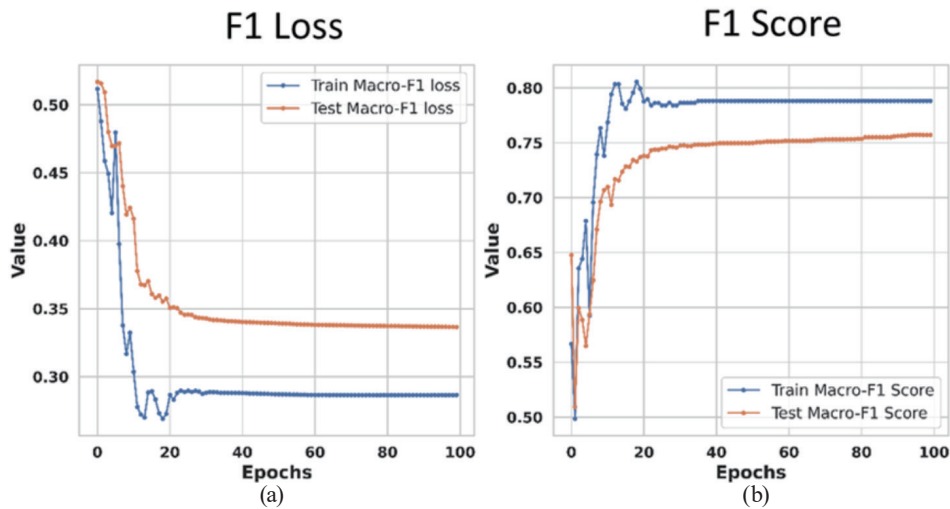 F1 Loss
Train Macro-F1 loss
Test Macro-F1 loss
0.50
0.45
0.40
0.35
0.30
Value
0
20
40
60
80
100
Epochs
(a)
F1 Score
0.80
0.75
0.70
0.65
0.60
0.55
0.50
Value
Train Macro-F1 Score
Test Macro-F1 Score
0
20
40
60
80
100
Epochs
(b)